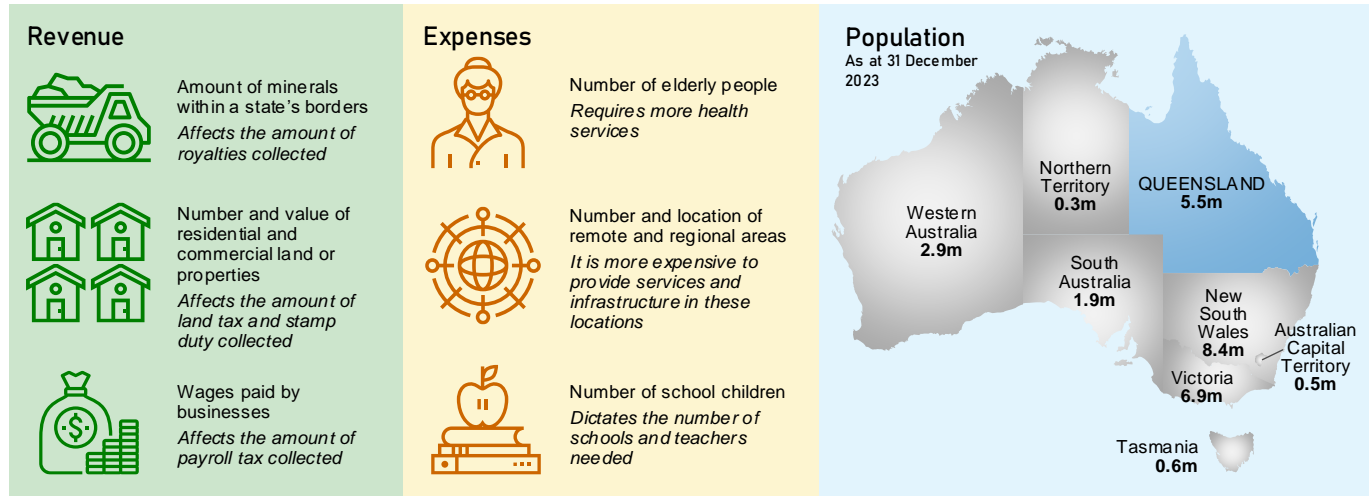 Revenue
Amount of minerals
within a state's borders
Affects the amount of
royalties collected
Number and value of
residential and
commercial land or
properties
Affects the amount of
land tax and stamp
duty collected
$
Wages paid by
businesses
Affects the amount of
payroll tax collected
Expenses
Number of elderly people
Requires more health
services
Number and location of
remote and regional areas
It is more expensive to
provide services and
infrastructure in these
locations
Number of school children
Dictates the number of
schools and teachers
needed
Population
As at 31 December
2023
Western
Australia
2.9m
Northern
Territory
0.3m
QUEENSLAND
5.5m
South
Australia
1.9m
New
South
Wales
8.4m
Australian
Capital
Territory
0.5m
Victoria
6.9m
Tasmania
0.6m